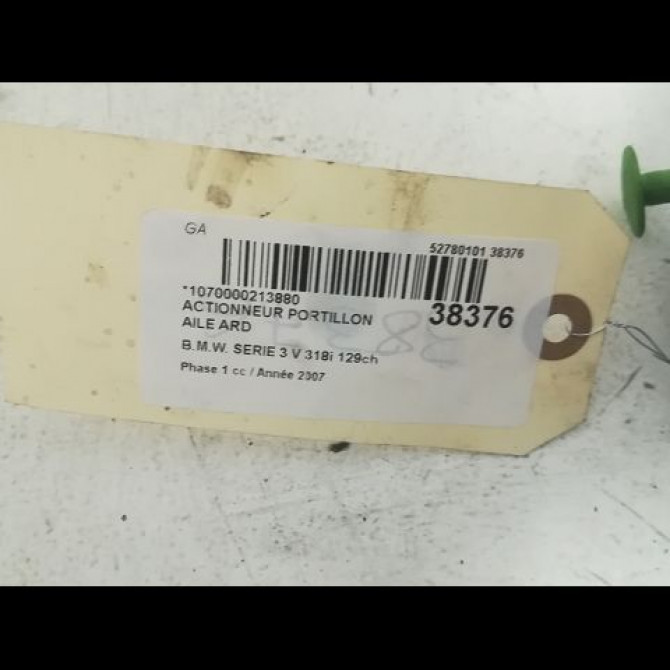 GA
52780101 38376
*1070000213880
ACTIONNEUR PORTILLON
38376
AILE ARD
B.M.W. SERIE 3 V 318i 129ch
Phase 1 cc / Année 2007